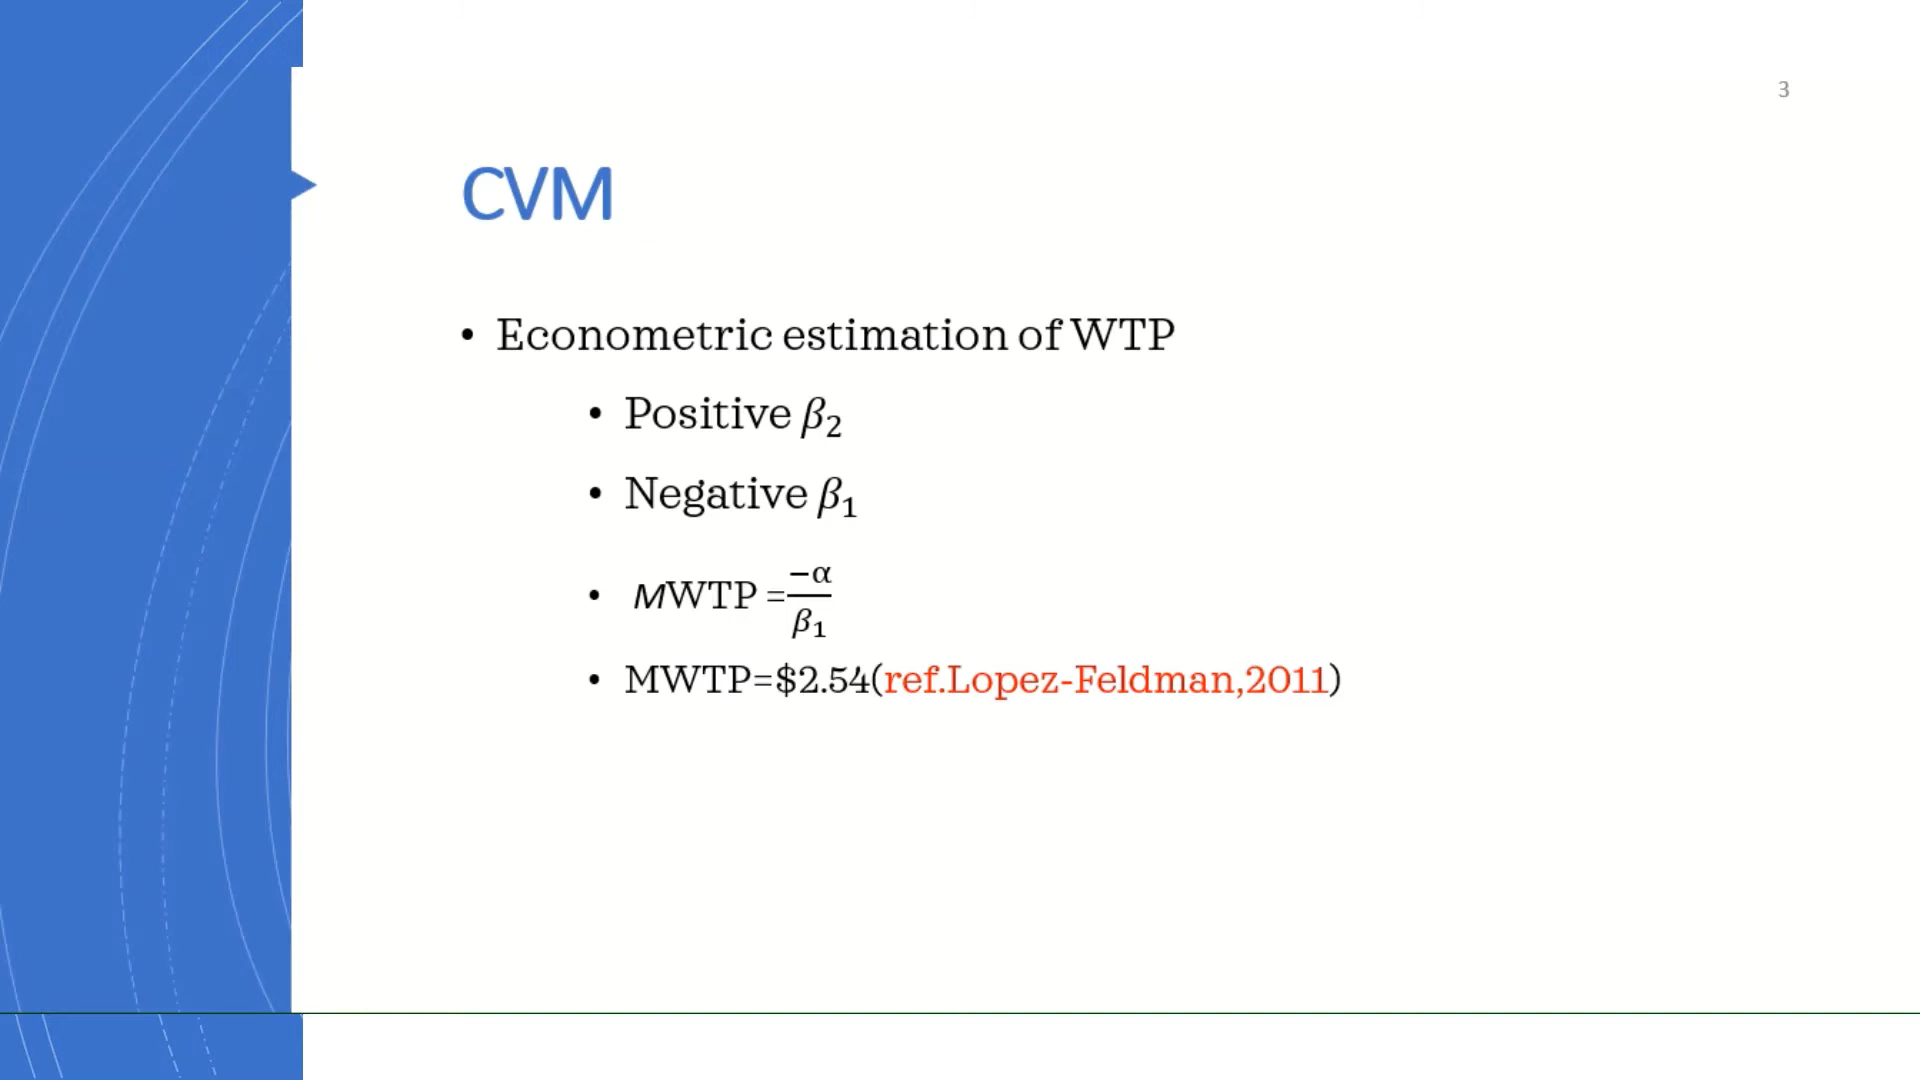 3
CVM
• Econometric estimation of WTP
• Positive β₂
• Negative β₁
• MWTP = −α/β₁
• MWTP=$2.54(ref.Lopez-Feldman,2011)